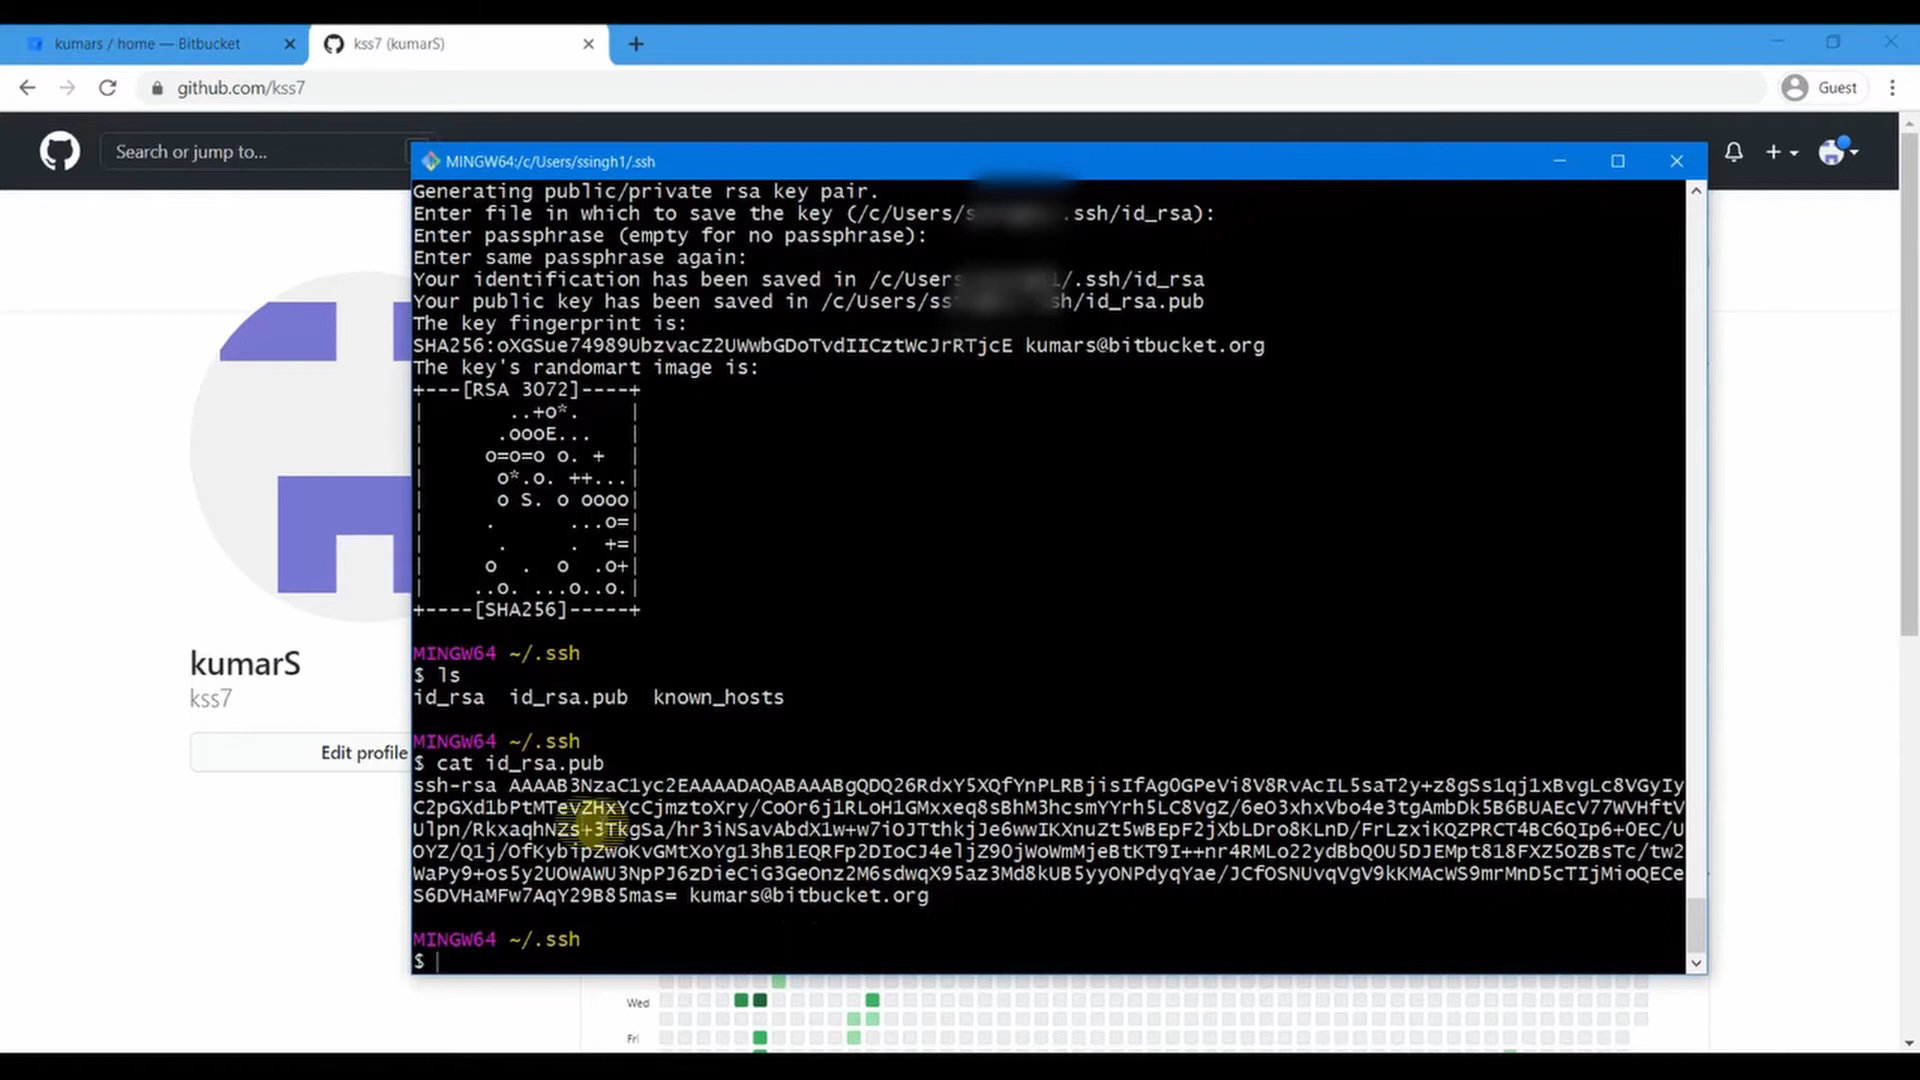 kumars / home — Bitbucket
kss7 (kumarS)
github.com/kss7
Guest
Search or jump to...
MINGW64:/c/Users/ssingh1/.ssh
Generating public/private rsa key pair.
Enter file in which to save the key (/c/Users/s .ssh/id_rsa):
Enter passphrase (empty for no passphrase):
Enter same passphrase again:
Your identification has been saved in /c/Users 1/.ssh/id_rsa
Your public key has been saved in /c/Users/ss sh/id_rsa.pub
The key fingerprint is:
SHA256:oXGSue74989UbzvacZ2UWwbGDoTvdIICztWcJrRTjcE kumars@bitbucket.org
The key's randomart image is:
+---[RSA 3072]----+
|       ..+o*.    |
|      .oooE...   |
|     o=o=o o. +  |
|      o*.o. ++...|
|      o S. o oooo|
|     .      ...o=|
|      .     .  +=|
|     o  .  o  .o+|
|    ..o. ...o..o.|
+----[SHA256]-----+
MINGW64 ~/.ssh
$ ls
id_rsa  id_rsa.pub  known_hosts
MINGW64 ~/.ssh
$ cat id_rsa.pub
ssh-rsa AAAAB3NzaC1yc2EAAAADAQABAAABgQDQ26RdxY5XQfYnPLRBjisIfAgOGPeVi8V8RvAcIL5saT2y+z8gSs1qj1xBvgLc8VGyIy
C2pGXd1bPtMTevZHxYcCjmztoXry/CoOr6j1RLoH1GMxxeq8sBhM3hcsmYYrh5LC8VgZ/6eO3xhxVbo4e3tgAmbDk5B6BUAEcV77WVHftV
Ulpn/RkxaqhNZs+3TkgSa/hr3iNSavAbdX1w+w7iOJTthkjJe6wwIKXnuZt5wBEpF2jXbLDro8KLnD/FrLzxiKQZPRCT4BC6QIp6+OEC/U
OYZ/Q1j/OfKybipZwoKvGMtXoYg13hB1EQRFp2DIoCJ4eljZ9OjWoWmMjeBtKT9I++nr4RMLo22ydBbQOU5DJEMpt818FXZ5OZBsTc/tw2
WaPy9+os5y2UOWAWU3NpPJ6zDieCiG3GeOnz2M6sdwqX95az3Md8kUB5yyONPdyqYae/JCfOSNUvqVgV9kKMAcWS9mrMnD5cTIjMioQECe
S6DVHaMFw7AqY29B85mas= kumars@bitbucket.org
MINGW64 ~/.ssh
$
kumarS
kss7
Edit profile
Wed
Fri